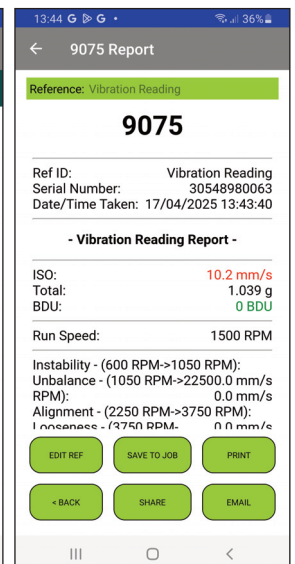 13:44 G G • 36%
← 9075 Report
Reference: Vibration Reading
9075
Ref ID: Vibration Reading
Serial Number: 30548980063
Date/Time Taken: 17/04/2025 13:43:40
- Vibration Reading Report -
ISO: 10.2 mm/s
Total: 1.039 g
BDU: 0 BDU
Run Speed: 1500 RPM
Instability - (600 RPM->1050 RPM):
Unbalance - (1050 RPM->22500.0 mm/s
RPM): 0.0 mm/s
Alignment - (2250 RPM->3750 RPM):
Looseness - (3750 RPM- 0.0 mm/s
EDIT REF SAVE TO JOB PRINT
< BACK SHARE EMAIL